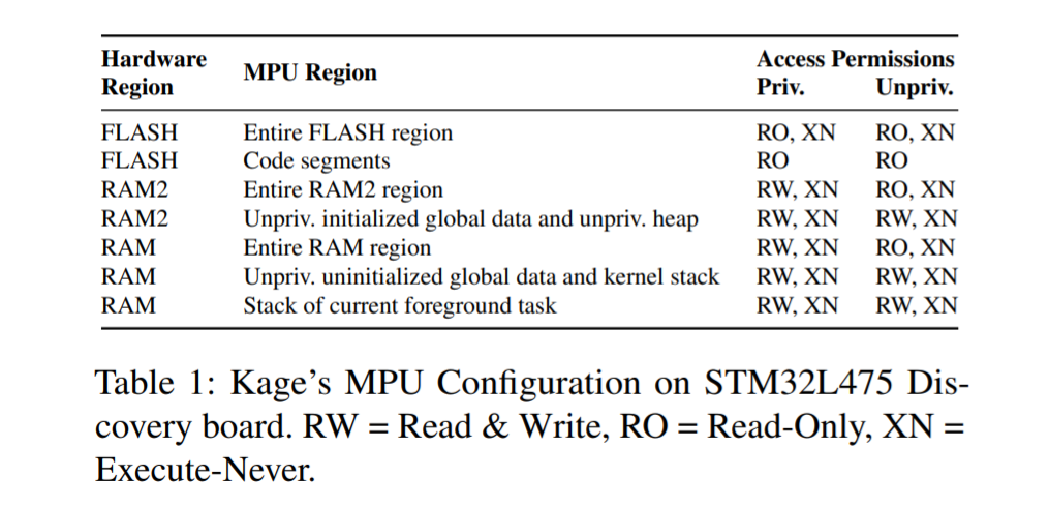 Hardware Region MPU Region Access Permissions Priv. Unpriv.
FLASH Entire FLASH region RO, XN RO, XN
FLASH Code segments RO RO
RAM2 Entire RAM2 region RW, XN RO, XN
RAM2 Unpriv. initialized global data and unpriv. heap RW, XN RW, XN
RAM Entire RAM region RW, XN RO, XN
RAM Unpriv. uninitialized global data and kernel stack RW, XN RW, XN
RAM Stack of current foreground task RW, XN RW, XN
Table 1: Kage's MPU Configuration on STM32L475 Dis-
covery board. RW = Read & Write, RO = Read-Only, XN =
Execute-Never.